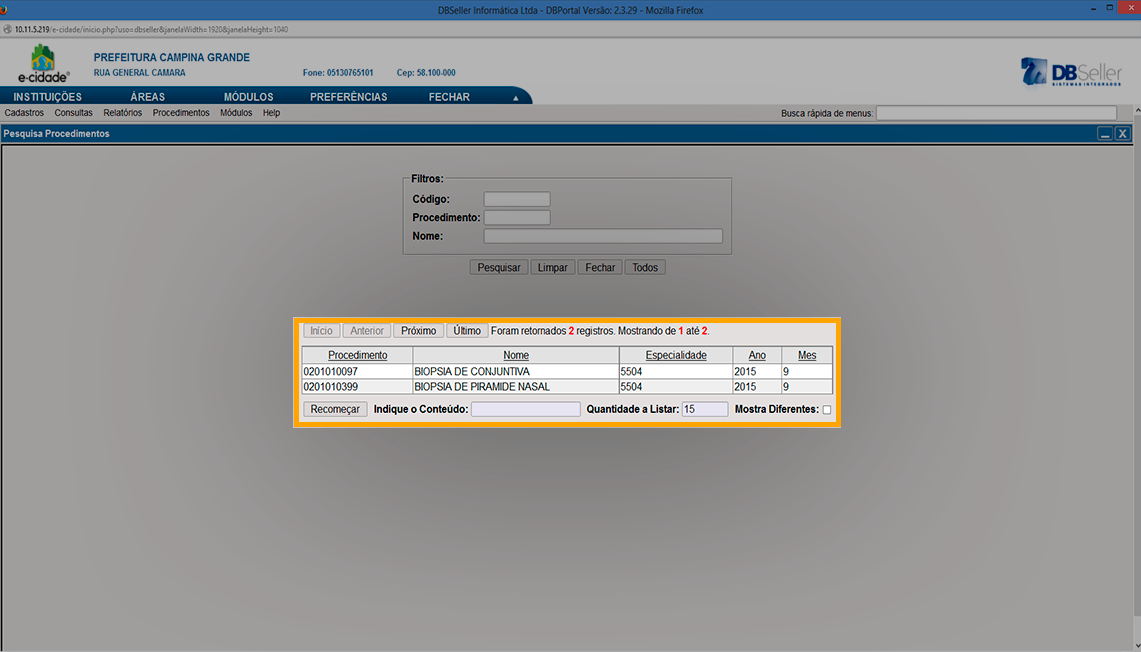 DBSeller Informática Ltda - DBPortal Versão: 2.3.29 - Mozilla Firefox
10.11.5.219/e-cidade/inicio.php?uso=dbseller&janelaWidth=1920&janelaHeight=1040
e-cidade®
PREFEITURA CAMPINA GRANDE
RUA GENERAL CAMARA Fone: 05130765101 Cep: 58.100-000
DBSeller
SISTEMAS INTEGRADOS
INSTITUIÇÕES ÁREAS MÓDULOS PREFERÊNCIAS FECHAR ▲
Cadastros Consultas Relatórios Procedimentos Módulos Help Busca rápida de menus:
Pesquisa Procedimentos
Filtros:
Código:
Procedimento:
Nome:
Pesquisar Limpar Fechar Todos
Início Anterior Próximo Último Foram retornados 2 registros. Mostrando de 1 até 2.
Procedimento Nome Especialidade Ano Mes
0201010097 BIOPSIA DE CONJUNTIVA 5504 2015 9
0201010399 BIOPSIA DE PIRAMIDE NASAL 5504 2015 9
Recomeçar Indique o Conteúdo: Quantidade a Listar: 15 Mostra Diferentes: